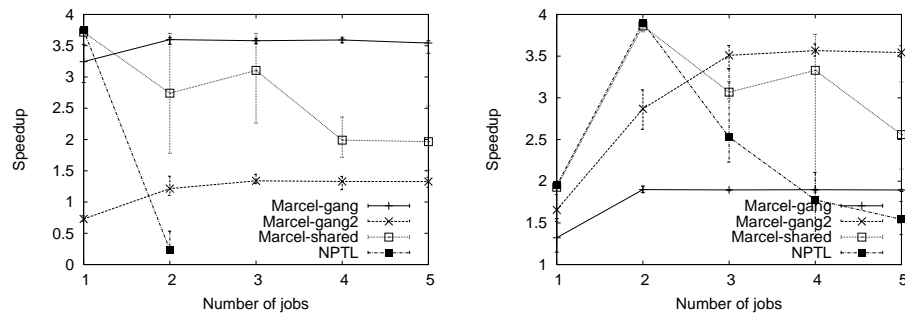 4
3.5
3
2.5
2
1.5
1
0.5
0
Speedup
1 2 3 4 5
Number of jobs
Marcel-gang
Marcel-gang2
Marcel-shared
NPTL
4
3.5
3
2.5
2
1.5
1
Speedup
1 2 3 4 5
Number of jobs
Marcel-gang
Marcel-gang2
Marcel-shared
NPTL